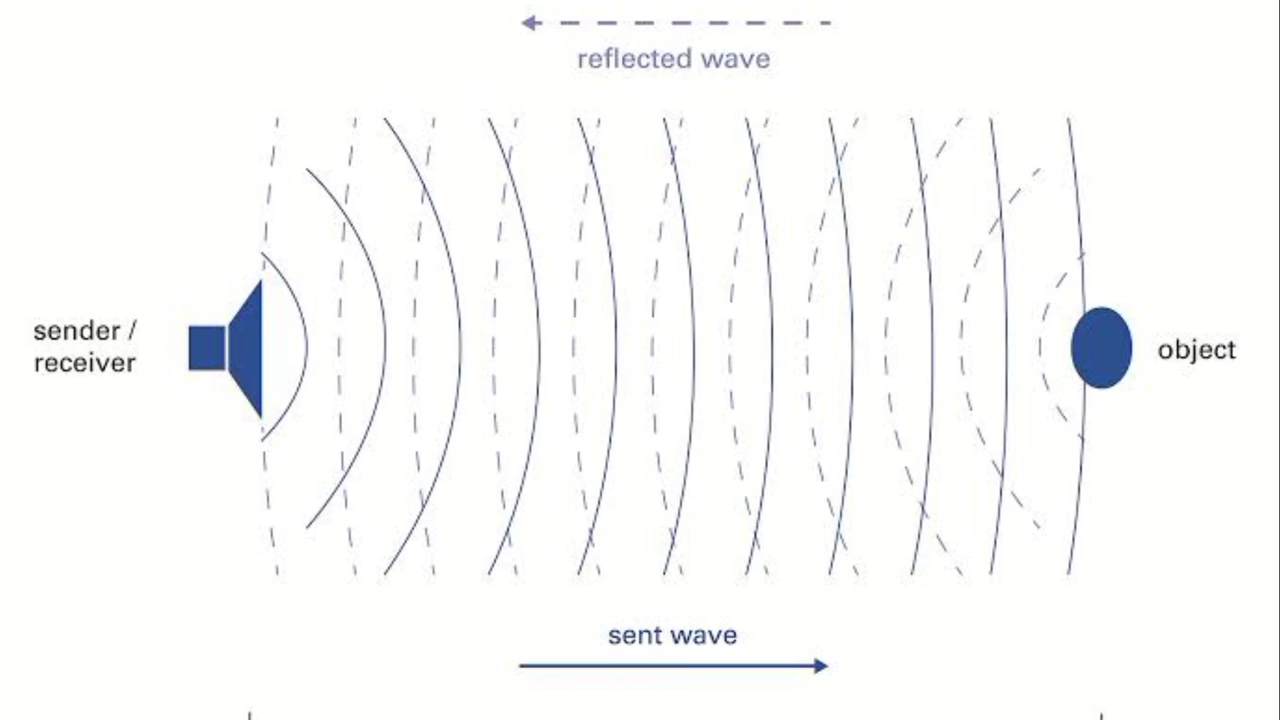 reflected wave
sender /
receiver
object
sent wave